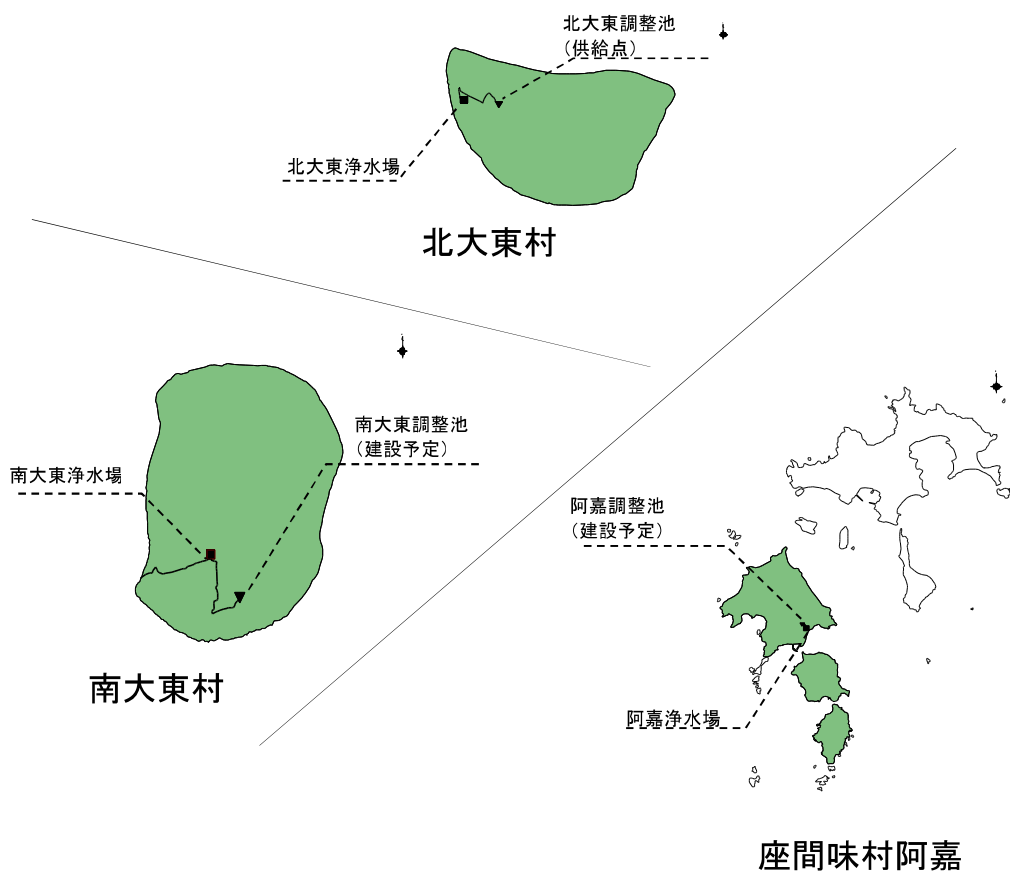 北大東調整池
（供給点）
北大東浄水場
北大東村
南大東調整池
（建設予定）
南大東浄水場
南大東村
阿嘉調整池
（建設予定）
阿嘉浄水場
座間味村阿嘉